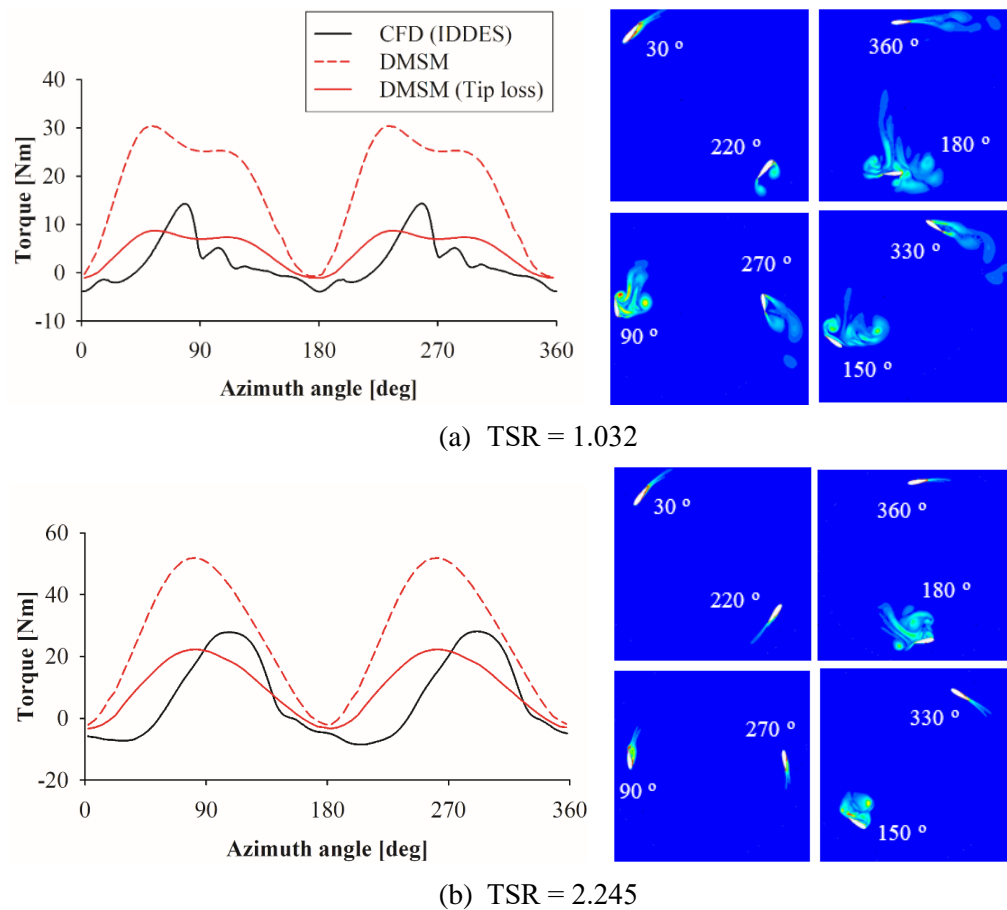 CFD (IDDES)
DMSM
DMSM (Tip loss)
40
30
20
10
0
-10
Torque [Nm]
0 90 180 270 360
Azimuth angle [deg]
30 º
220 º
360 º
180 º
90 º
270 º
330 º
150 º
(a) TSR = 1.032
60
40
20
0
-20
Torque [Nm]
0 90 180 270 360
Azimuth angle [deg]
30 º
220 º
360 º
180 º
90 º
270 º
330 º
150 º
(b) TSR = 2.245